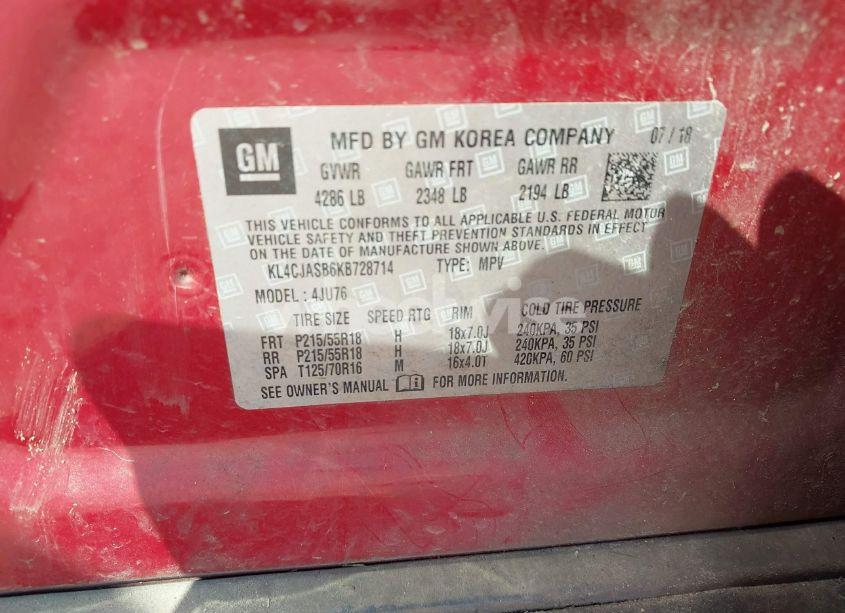 GM
MFD BY GM KOREA COMPANY 07/18
GVWR GAWR FRT GAWR RR
4286 LB 2348 LB 2194 LB
THIS VEHICLE CONFORMS TO ALL APPLICABLE U.S. FEDERAL MOTOR
VEHICLE SAFETY AND THEFT PREVENTION STANDARDS IN EFFECT
ON THE DATE OF MANUFACTURE SHOWN ABOVE.
KL4CJASB6KB728714 TYPE: MPV
MODEL: 4JU76
TIRE SIZE SPEED RTG RIM COLD TIRE PRESSURE
FRT P215/55R18 H 18x7.0J 240KPA, 35 PSI
RR P215/55R18 H 18x7.0J 240KPA, 35 PSI
SPA T125/70R16 M 16x4.0T 420KPA, 60 PSI
SEE OWNER'S MANUAL FOR MORE INFORMATION.